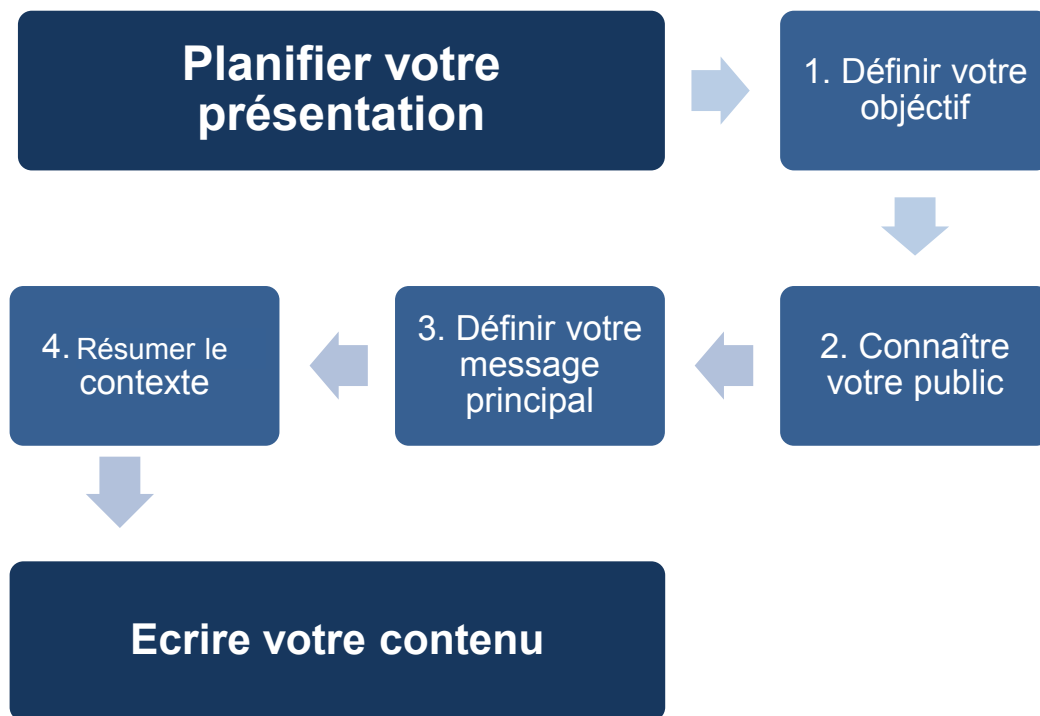 Planifier votre
présentation
1. Définir votre
objéctif
2. Connaître
votre public
3. Définir votre
message
principal
4. Résumer le
contexte
Ecrire votre contenu